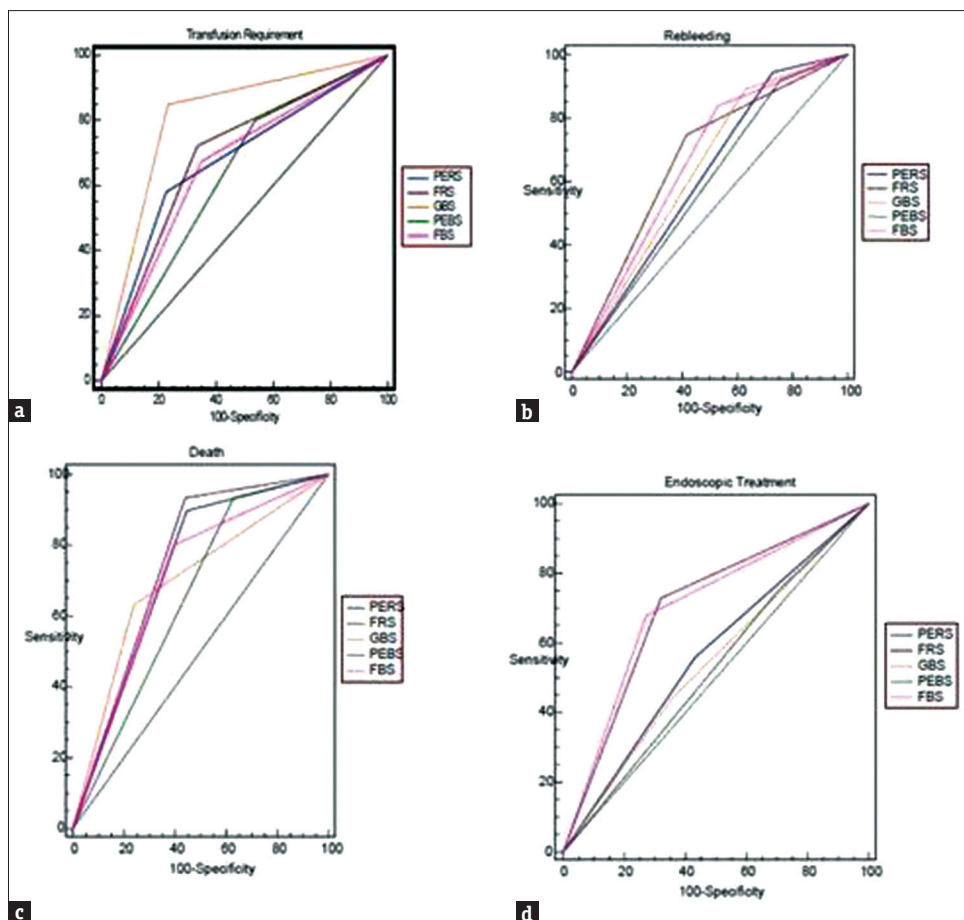 Transfusion Requirement
100
80
60
40
20
0
0 20 40 60 80 100
100-Specificity
PERS
FRS
GBS
PEBS
FBS
a
Rebleeding
100
80
60
Sensitivity
40
20
0
0 20 40 60 80 100
100-Specificity
PERS
FRS
GBS
PEBS
FBS
b
Death
100
80
60
Sensitivity
40
20
0
0 20 40 60 80 100
100-Specificity
PERS
FRS
GBS
PEBS
FBS
c
Endoscopic Treatment
100
80
60
Sensitivity
40
20
0
0 20 40 60 80 100
100-Specificity
PERS
FRS
GBS
PEBS
FBS
d